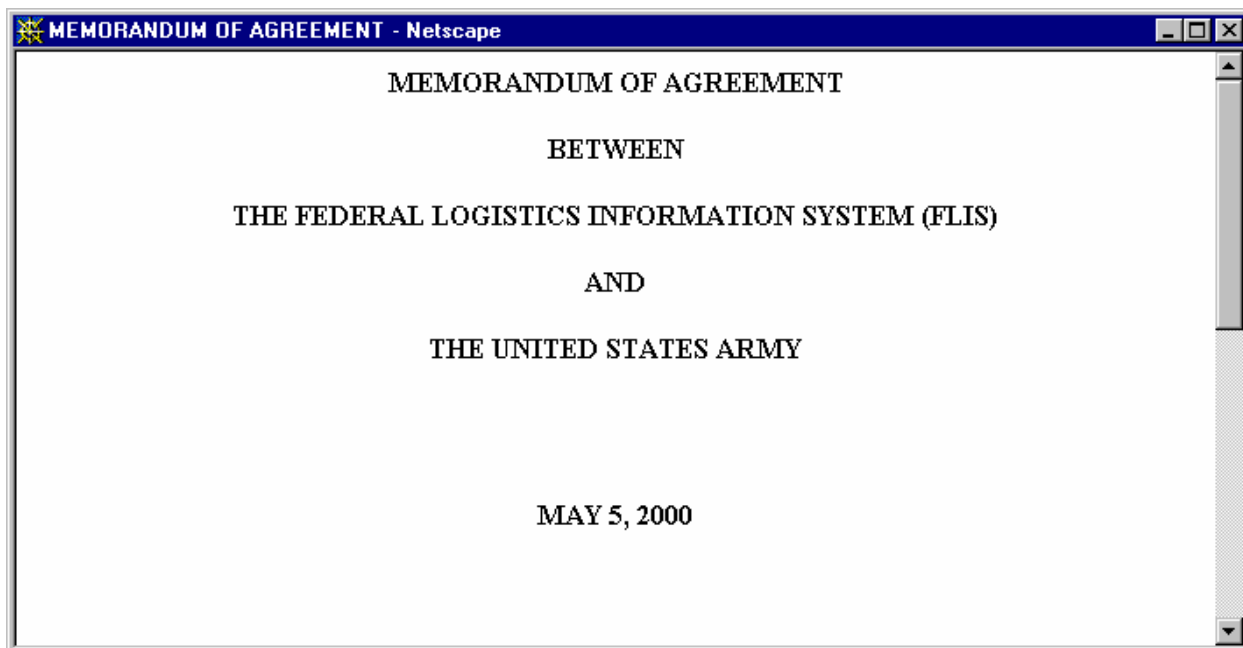 MEMORANDUM OF AGREEMENT - Netscape
MEMORANDUM OF AGREEMENT
BETWEEN
THE FEDERAL LOGISTICS INFORMATION SYSTEM (FLIS)
AND
THE UNITED STATES ARMY
MAY 5, 2000